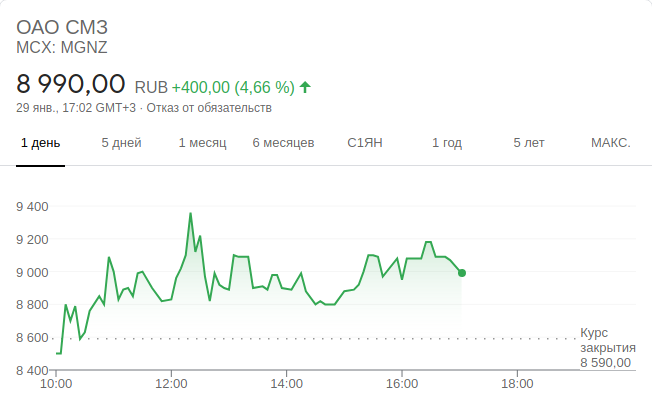 ОАО СМЗ
MCX: MGNZ
8 990,00 RUB +400,00 (4,66 %)
29 янв., 17:02 GMT+3 · Отказ от обязательств
1 день 5 дней 1 месяц 6 месяцев С1ЯН 1 год 5 лет МАКС.
9 400
9 200
9 000
8 800
8 600
8 400
Курс
закрытия
8 590,00
10:00 12:00 14:00 16:00 18:00